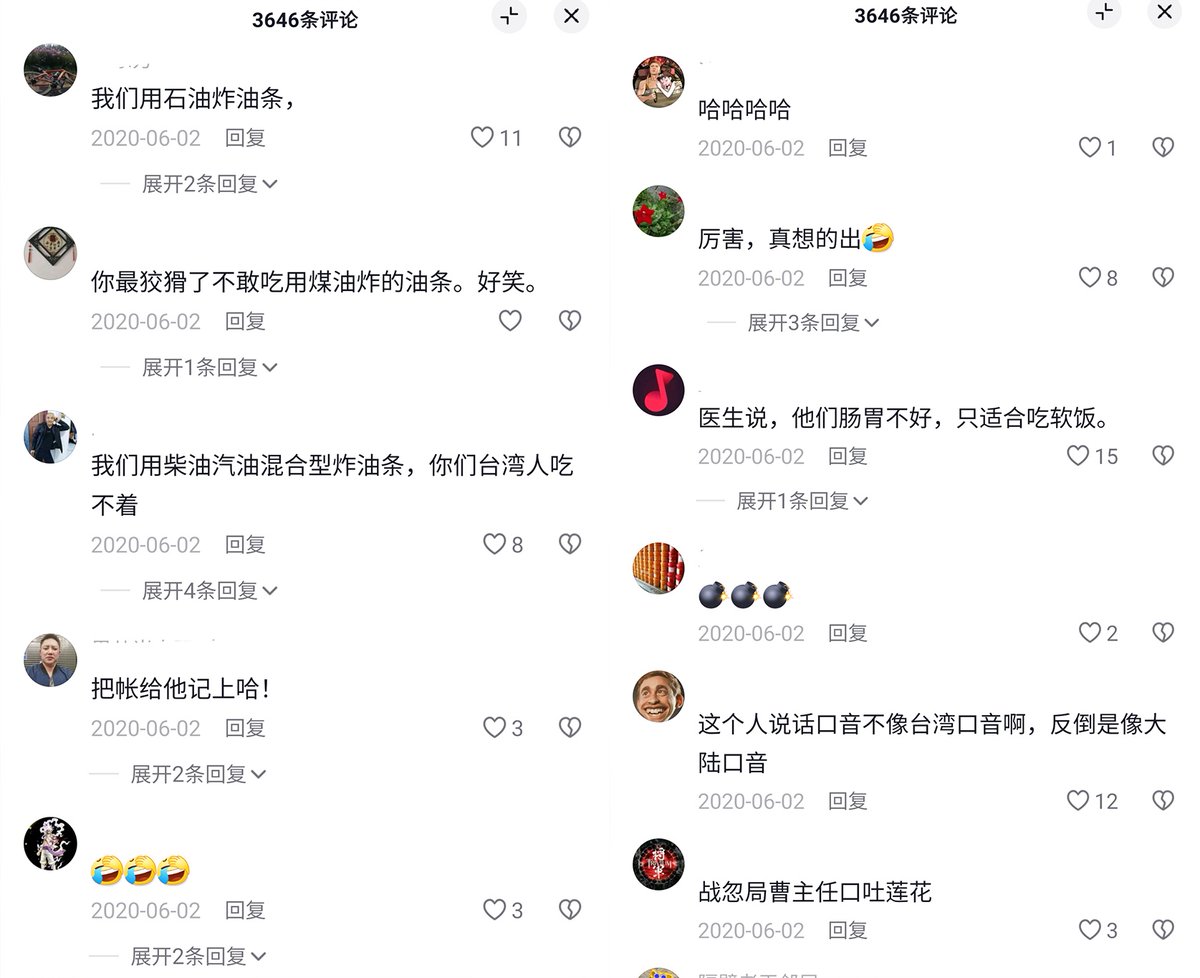 3646条评论
我们用石油炸油条，
2020-06-02 回复 11
展开2条回复
你最狡猾了不敢吃用煤油炸的油条。好笑。
2020-06-02 回复
展开1条回复
我们用柴油汽油混合型炸油条，你们台湾人吃
不着
2020-06-02 回复 8
展开4条回复
把帐给他记上哈！
2020-06-02 回复 3
展开2条回复
🤣🤣🤣
2020-06-02 回复 3
展开2条回复
3646条评论
哈哈哈哈
2020-06-02 回复 1
厉害，真想的出🤣
2020-06-02 回复 8
展开3条回复
医生说，他们肠胃不好，只适合吃软饭。
2020-06-02 回复 15
展开1条回复
💣💣💣
2020-06-02 回复 2
这个人说话口音不像台湾口音啊，反倒是像大
陆口音
2020-06-02 回复 12
战忽局曹主任口吐莲花
2020-06-02 回复 3